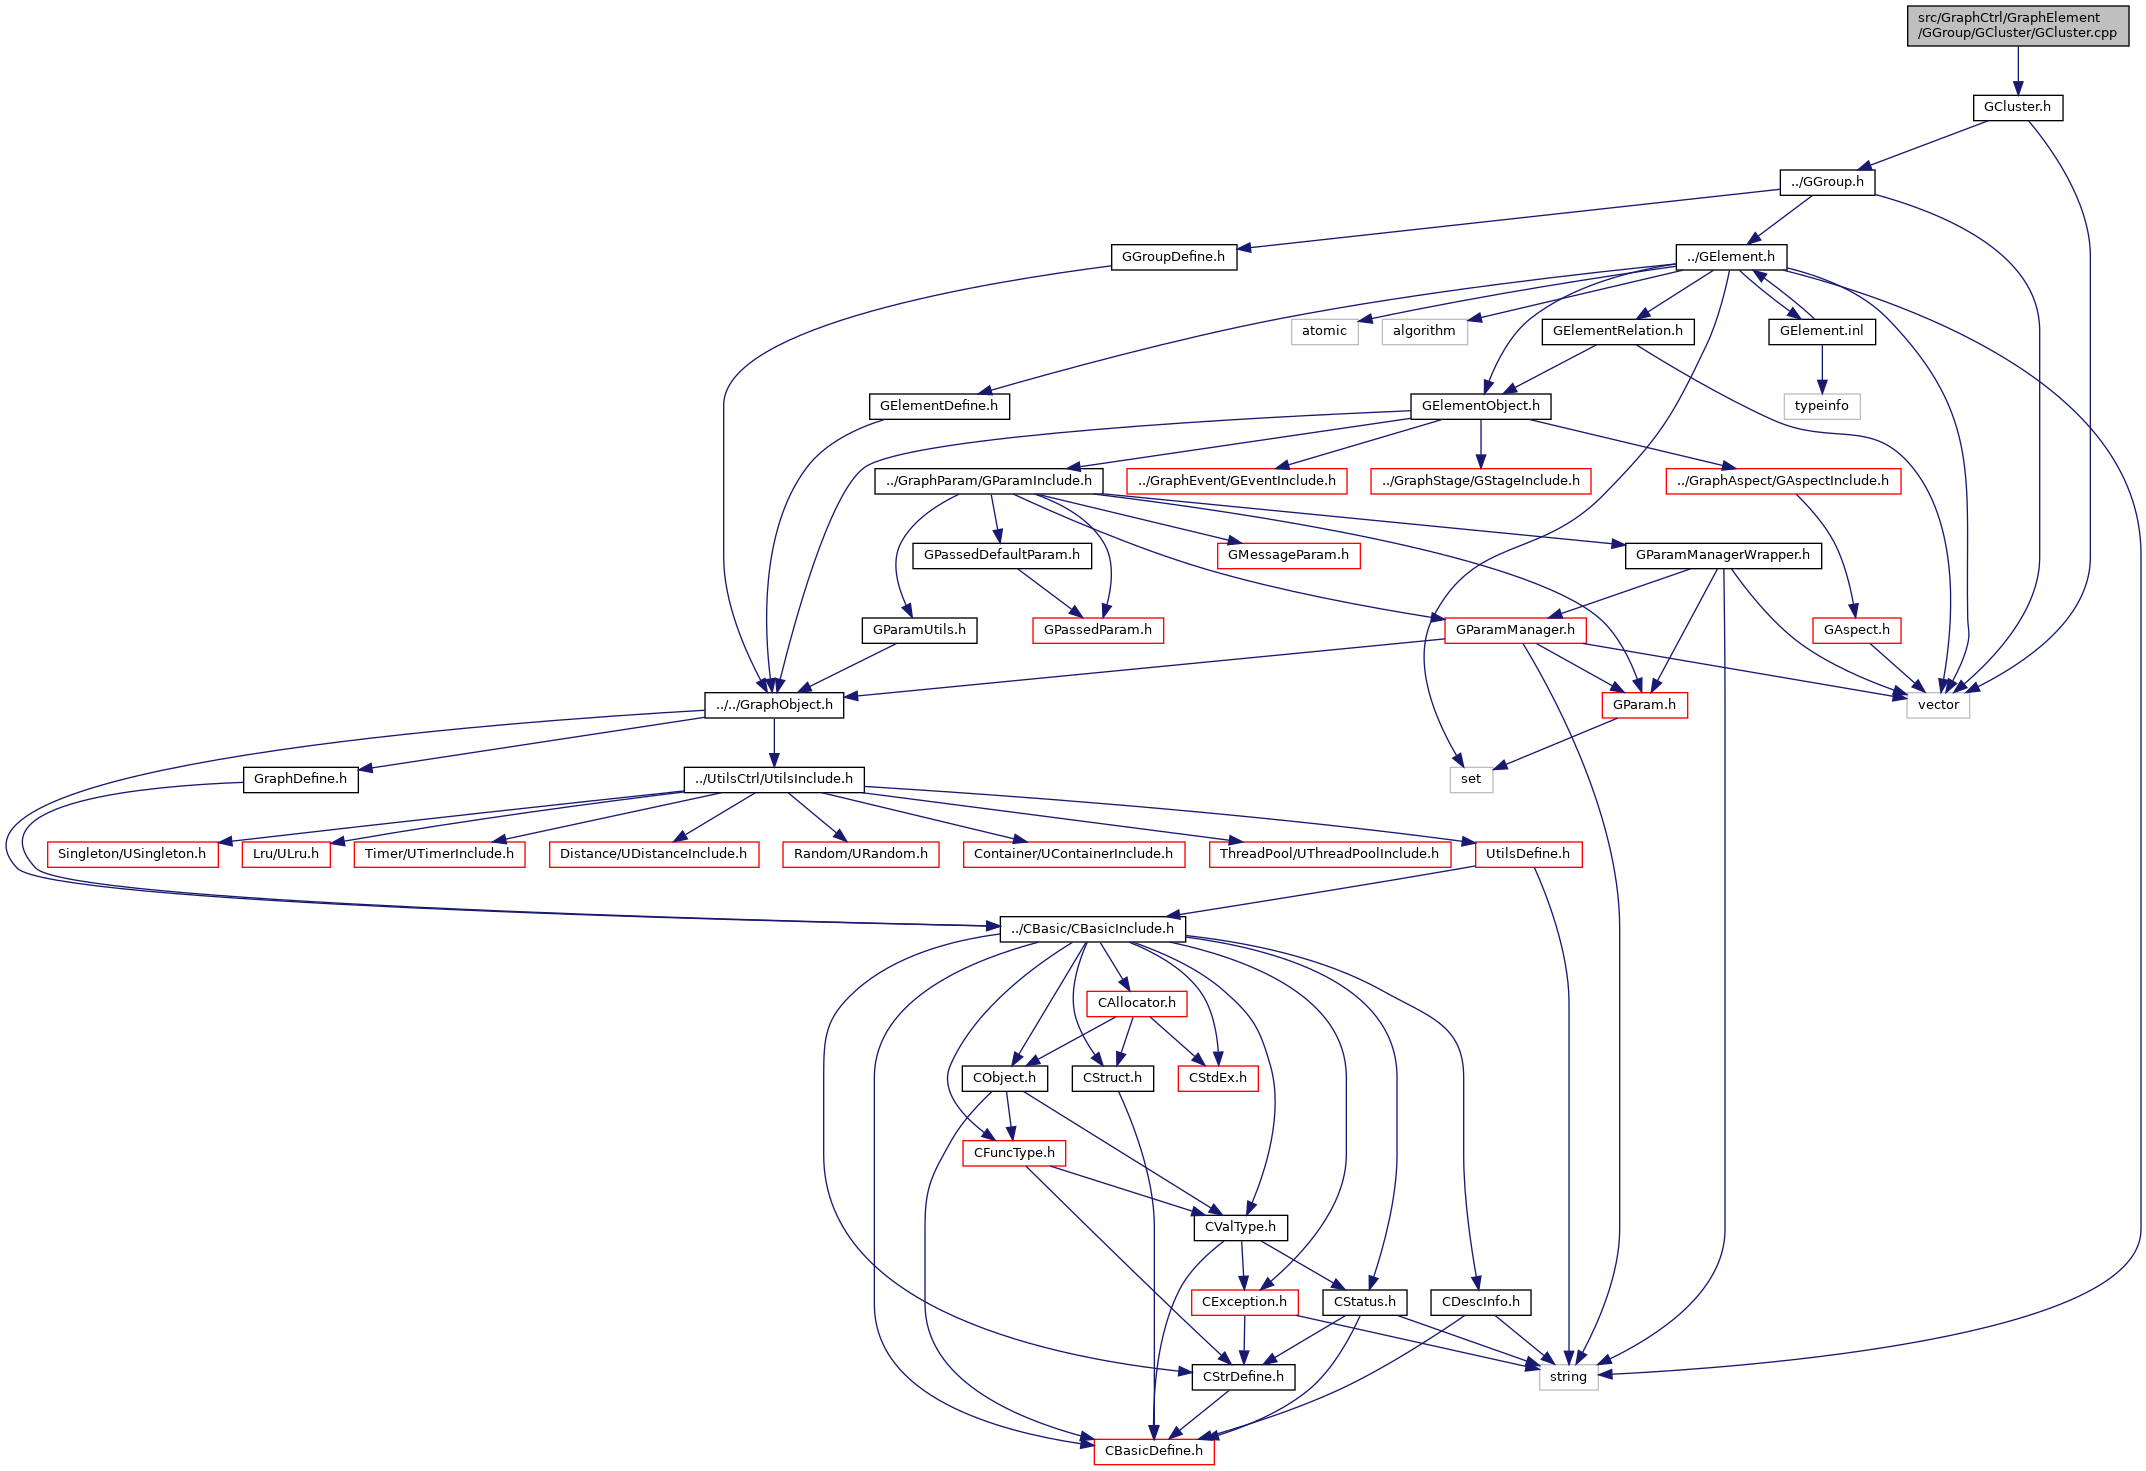 src/GraphCtrl/GraphElement
/GGroup/GCluster/GCluster.cpp
GCluster.h
../GGroup.h
GGroupDefine.h
../GElement.h
atomic
algorithm
GElementRelation.h
GElement.inl
GElementDefine.h
GElementObject.h
typeinfo
../GraphParam/GParamInclude.h
../GraphEvent/GEventInclude.h
../GraphStage/GStageInclude.h
../GraphAspect/GAspectInclude.h
GPassedDefaultParam.h
GMessageParam.h
GParamManagerWrapper.h
GParamUtils.h
GPassedParam.h
GParamManager.h
GAspect.h
../../GraphObject.h
GParam.h
vector
GraphDefine.h
../UtilsCtrl/UtilsInclude.h
set
Singleton/USingleton.h
Lru/ULru.h
Timer/UTimerInclude.h
Distance/UDistanceInclude.h
Random/URandom.h
Container/UContainerInclude.h
ThreadPool/UThreadPoolInclude.h
UtilsDefine.h
../CBasic/CBasicInclude.h
CAllocator.h
CObject.h
CStruct.h
CStdEx.h
CFuncType.h
CValType.h
CException.h
CStatus.h
CDescInfo.h
CStrDefine.h
string
CBasicDefine.h